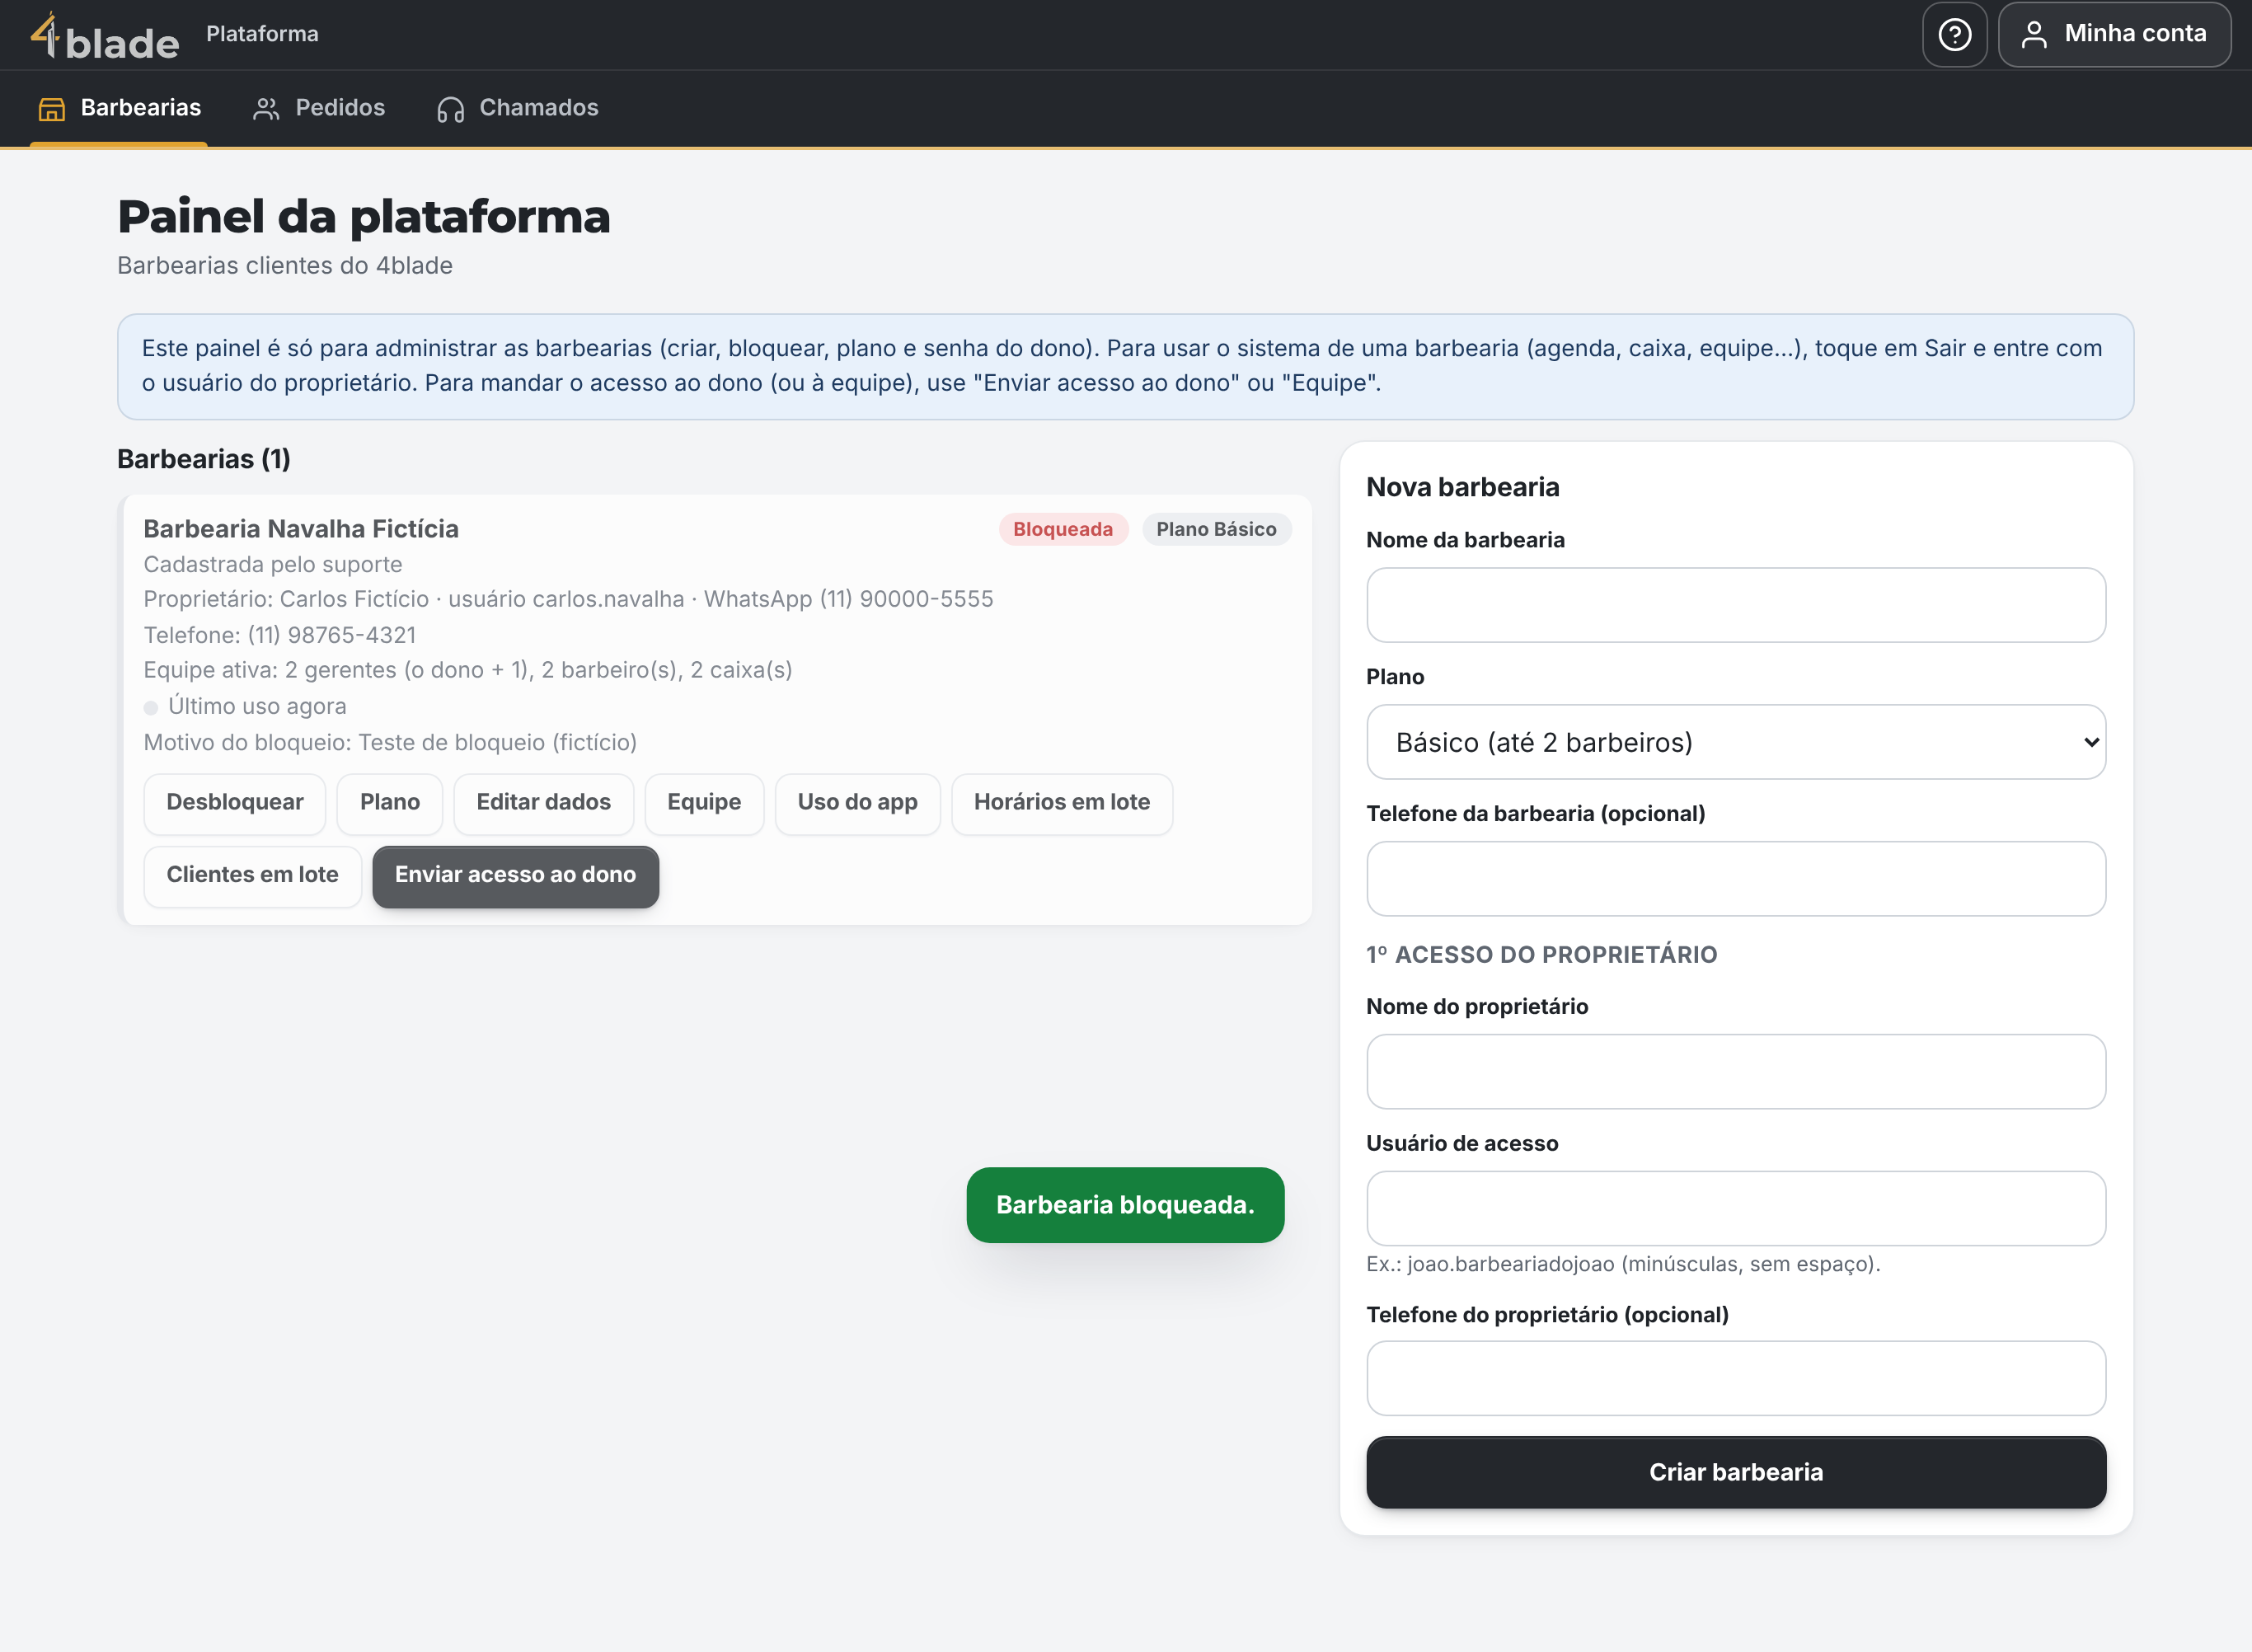 4blade
Plataforma
Minha conta
Barbearias
Pedidos
Chamados
Painel da plataforma
Barbearias clientes do 4blade
Este painel é só para administrar as barbearias (criar, bloquear, plano e senha do dono). Para usar o sistema de uma barbearia (agenda, caixa, equipe...), toque em Sair e entre com
o usuário do proprietário. Para mandar o acesso ao dono (ou à equipe), use "Enviar acesso ao dono" ou "Equipe".
Barbearias (1)
Barbearia Navalha Fictícia
Bloqueada
Plano Básico
Cadastrada pelo suporte
Proprietário: Carlos Fictício · usuário carlos.navalha · WhatsApp (11) 90000-5555
Telefone: (11) 98765-4321
Equipe ativa: 2 gerentes (o dono + 1), 2 barbeiro(s), 2 caixa(s)
Último uso agora
Motivo do bloqueio: Teste de bloqueio (fictício)
Desbloquear
Plano
Editar dados
Equipe
Uso do app
Horários em lote
Clientes em lote
Enviar acesso ao dono
Barbearia bloqueada.
Nova barbearia
Nome da barbearia
Plano
Básico (até 2 barbeiros)
Telefone da barbearia (opcional)
1º ACESSO DO PROPRIETÁRIO
Nome do proprietário
Usuário de acesso
Ex.: joao.barbeariadojoao (minúsculas, sem espaço).
Telefone do proprietário (opcional)
Criar barbearia